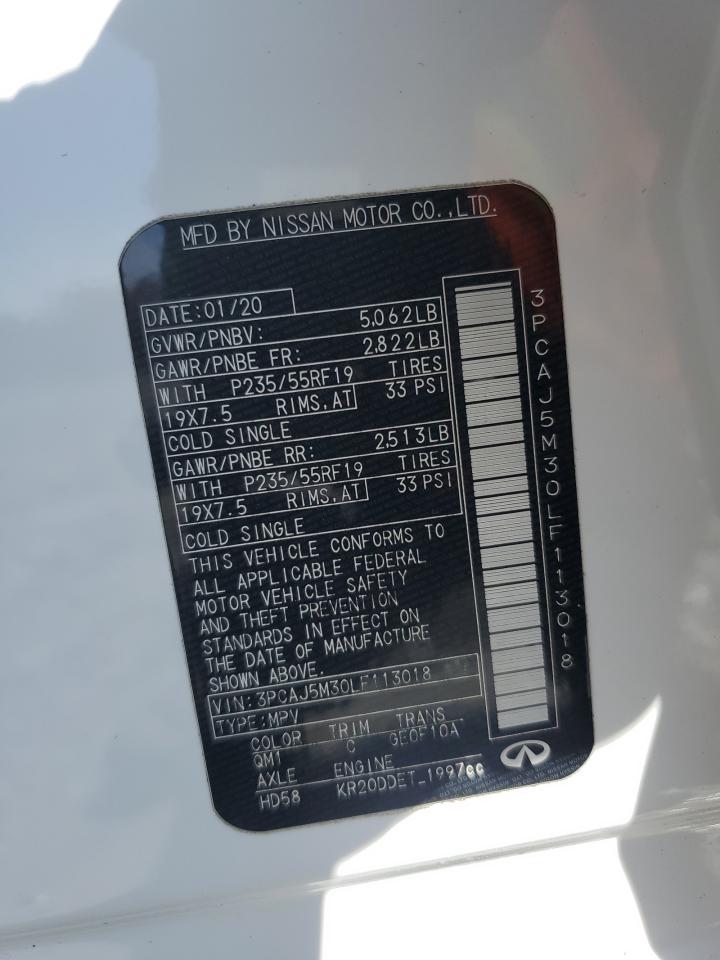 MFD BY NISSAN MOTOR CO.,LTD.
DATE:01/20
GVWR/PNBV: 5,062LB
GAWR/PNBE FR: 2,822LB
WITH P235/55RF19 TIRES
19X7.5 RIMS,AT 33 PSI
COLD SINGLE
GAWR/PNBE RR: 2,513LB
WITH P235/55RF19 TIRES
19X7.5 RIMS,AT 33 PSI
COLD SINGLE
THIS VEHICLE CONFORMS TO
ALL APPLICABLE FEDERAL
MOTOR VEHICLE SAFETY
AND THEFT PREVENTION
STANDARDS IN EFFECT ON
THE DATE OF MANUFACTURE
SHOWN ABOVE.
VIN:3PCAJ5M30LF113018
TYPE:MPV
COLOR TRIM TRANS
QM1 C GE0F10A
AXLE ENGINE
HD58 KR20DDET_1997cc
3PCAJ5M30LF113018